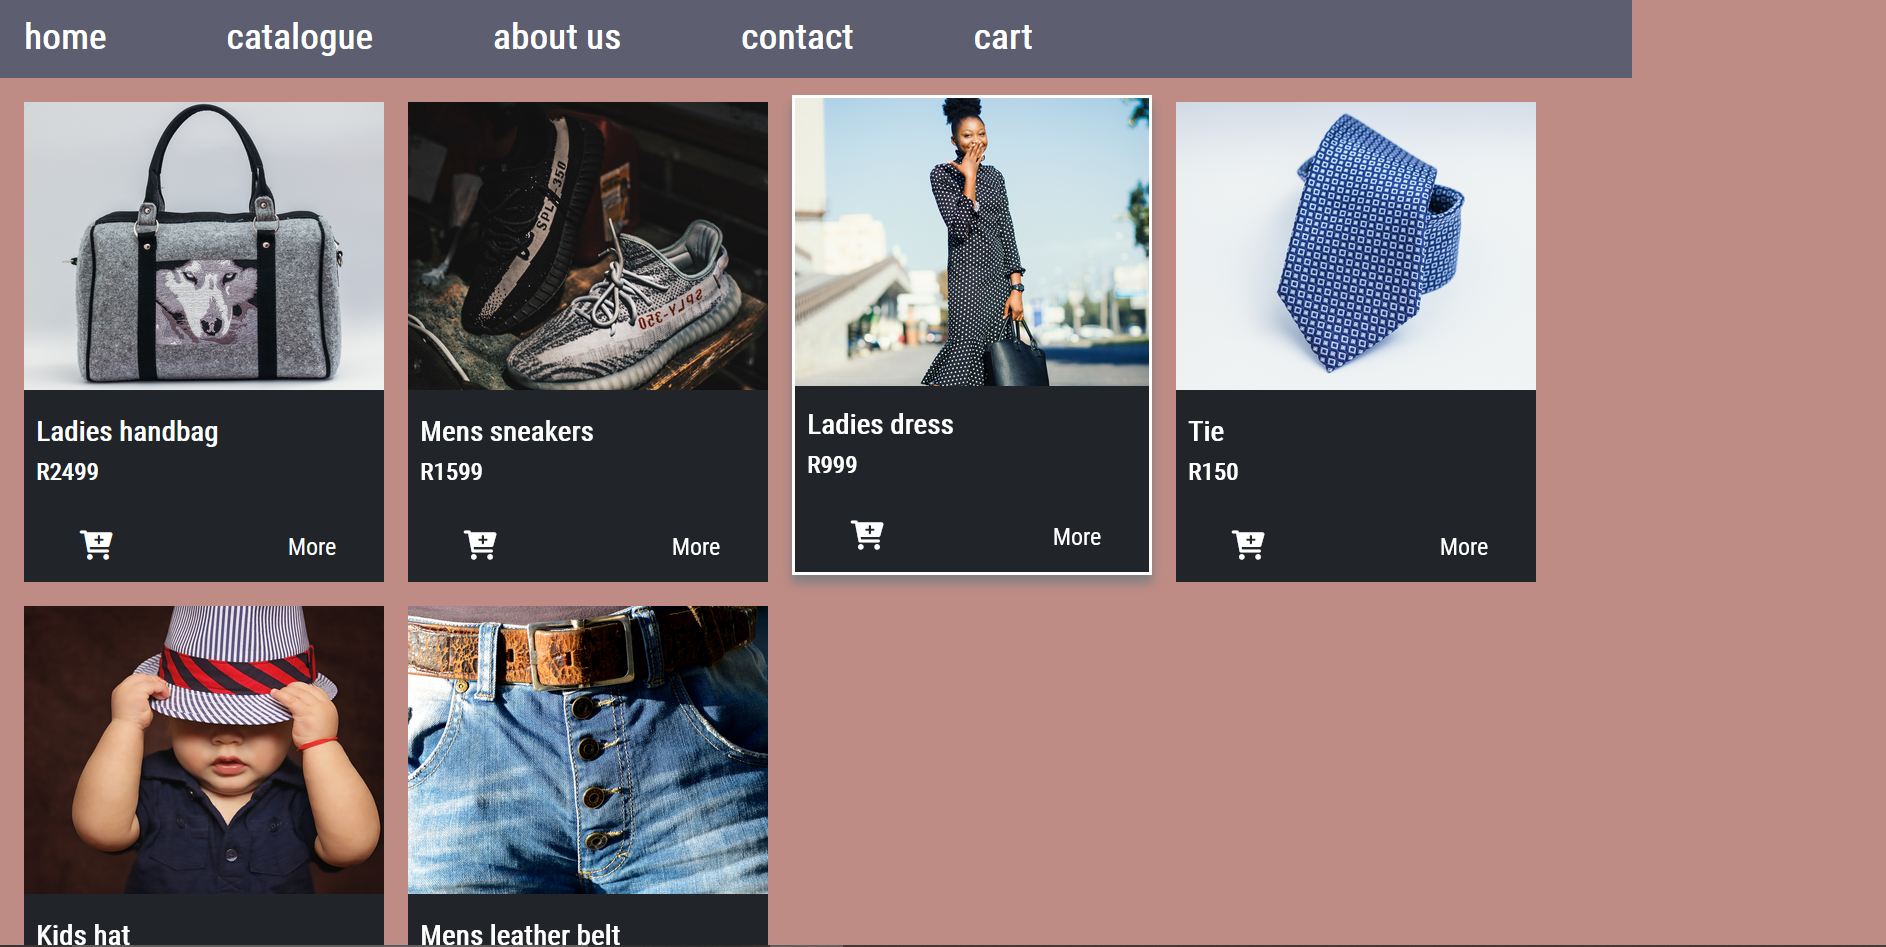 home catalogue about us contact cart
SPLY 350
SPLY-350
Ladies handbag
R2499
More
Mens sneakers
R1599
More
Ladies dress
R999
More
Tie
R150
More
Kids hat
Mens leather belt